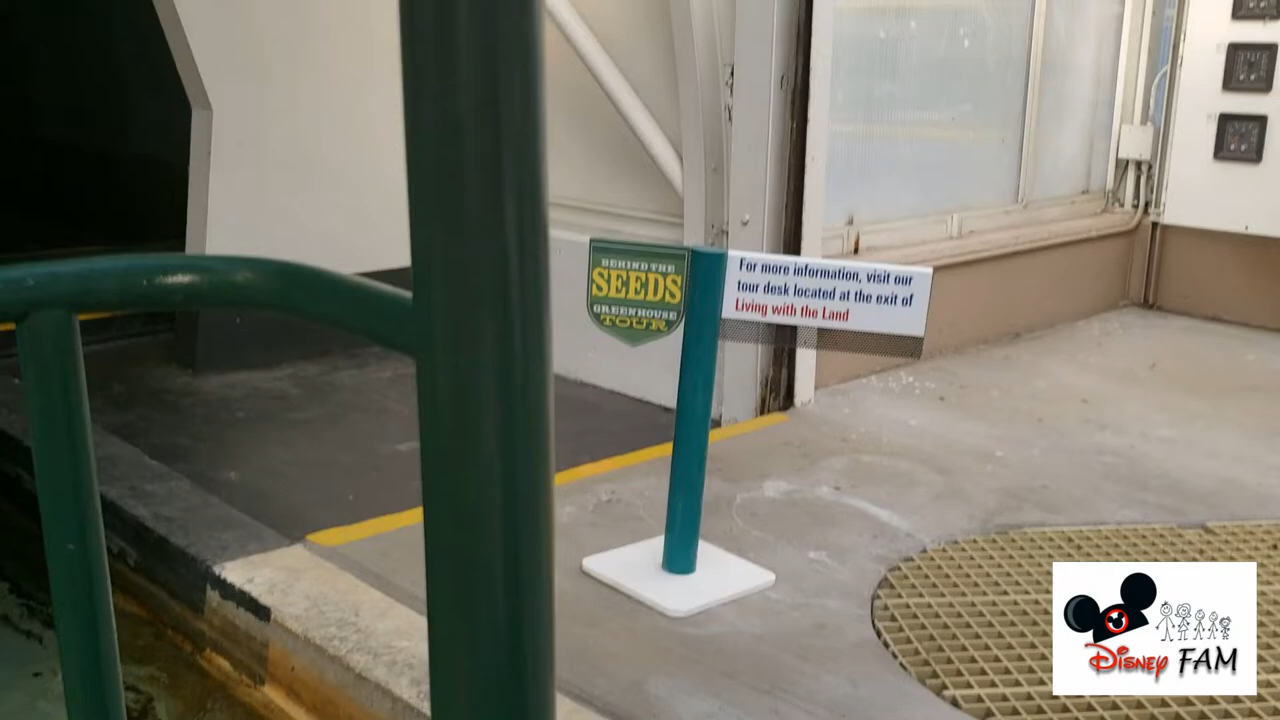 BEHIND THE
SEEDS
GREENHOUSE
TOUR
For more information, visit our
tour desk located at the exit of
Living with the Land
DISNEY FAM